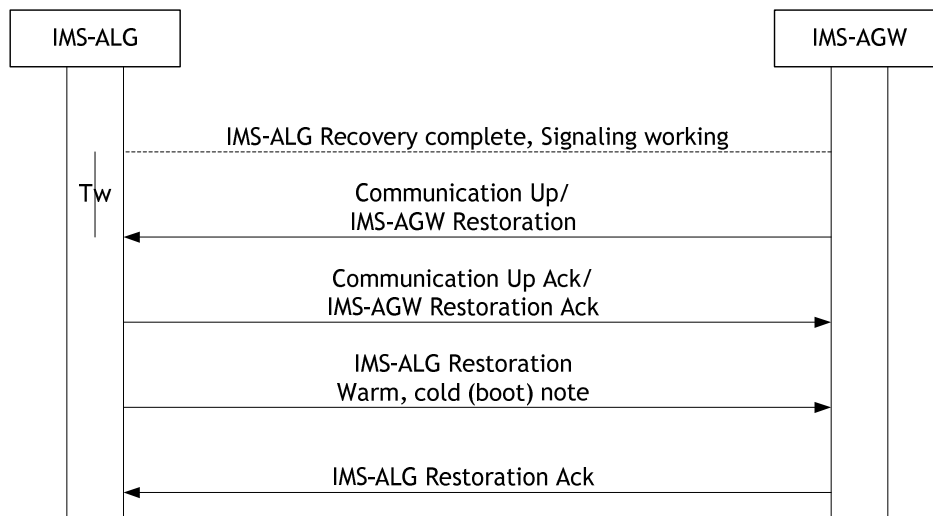 IMS-ALG
IMS-AGW
IMS-ALG Recovery complete, Signaling working
Tw
Communication Up/
IMS-AGW Restoration
Communication Up Ack/
IMS-AGW Restoration Ack
IMS-ALG Restoration
Warm, cold (boot) note
IMS-ALG Restoration Ack